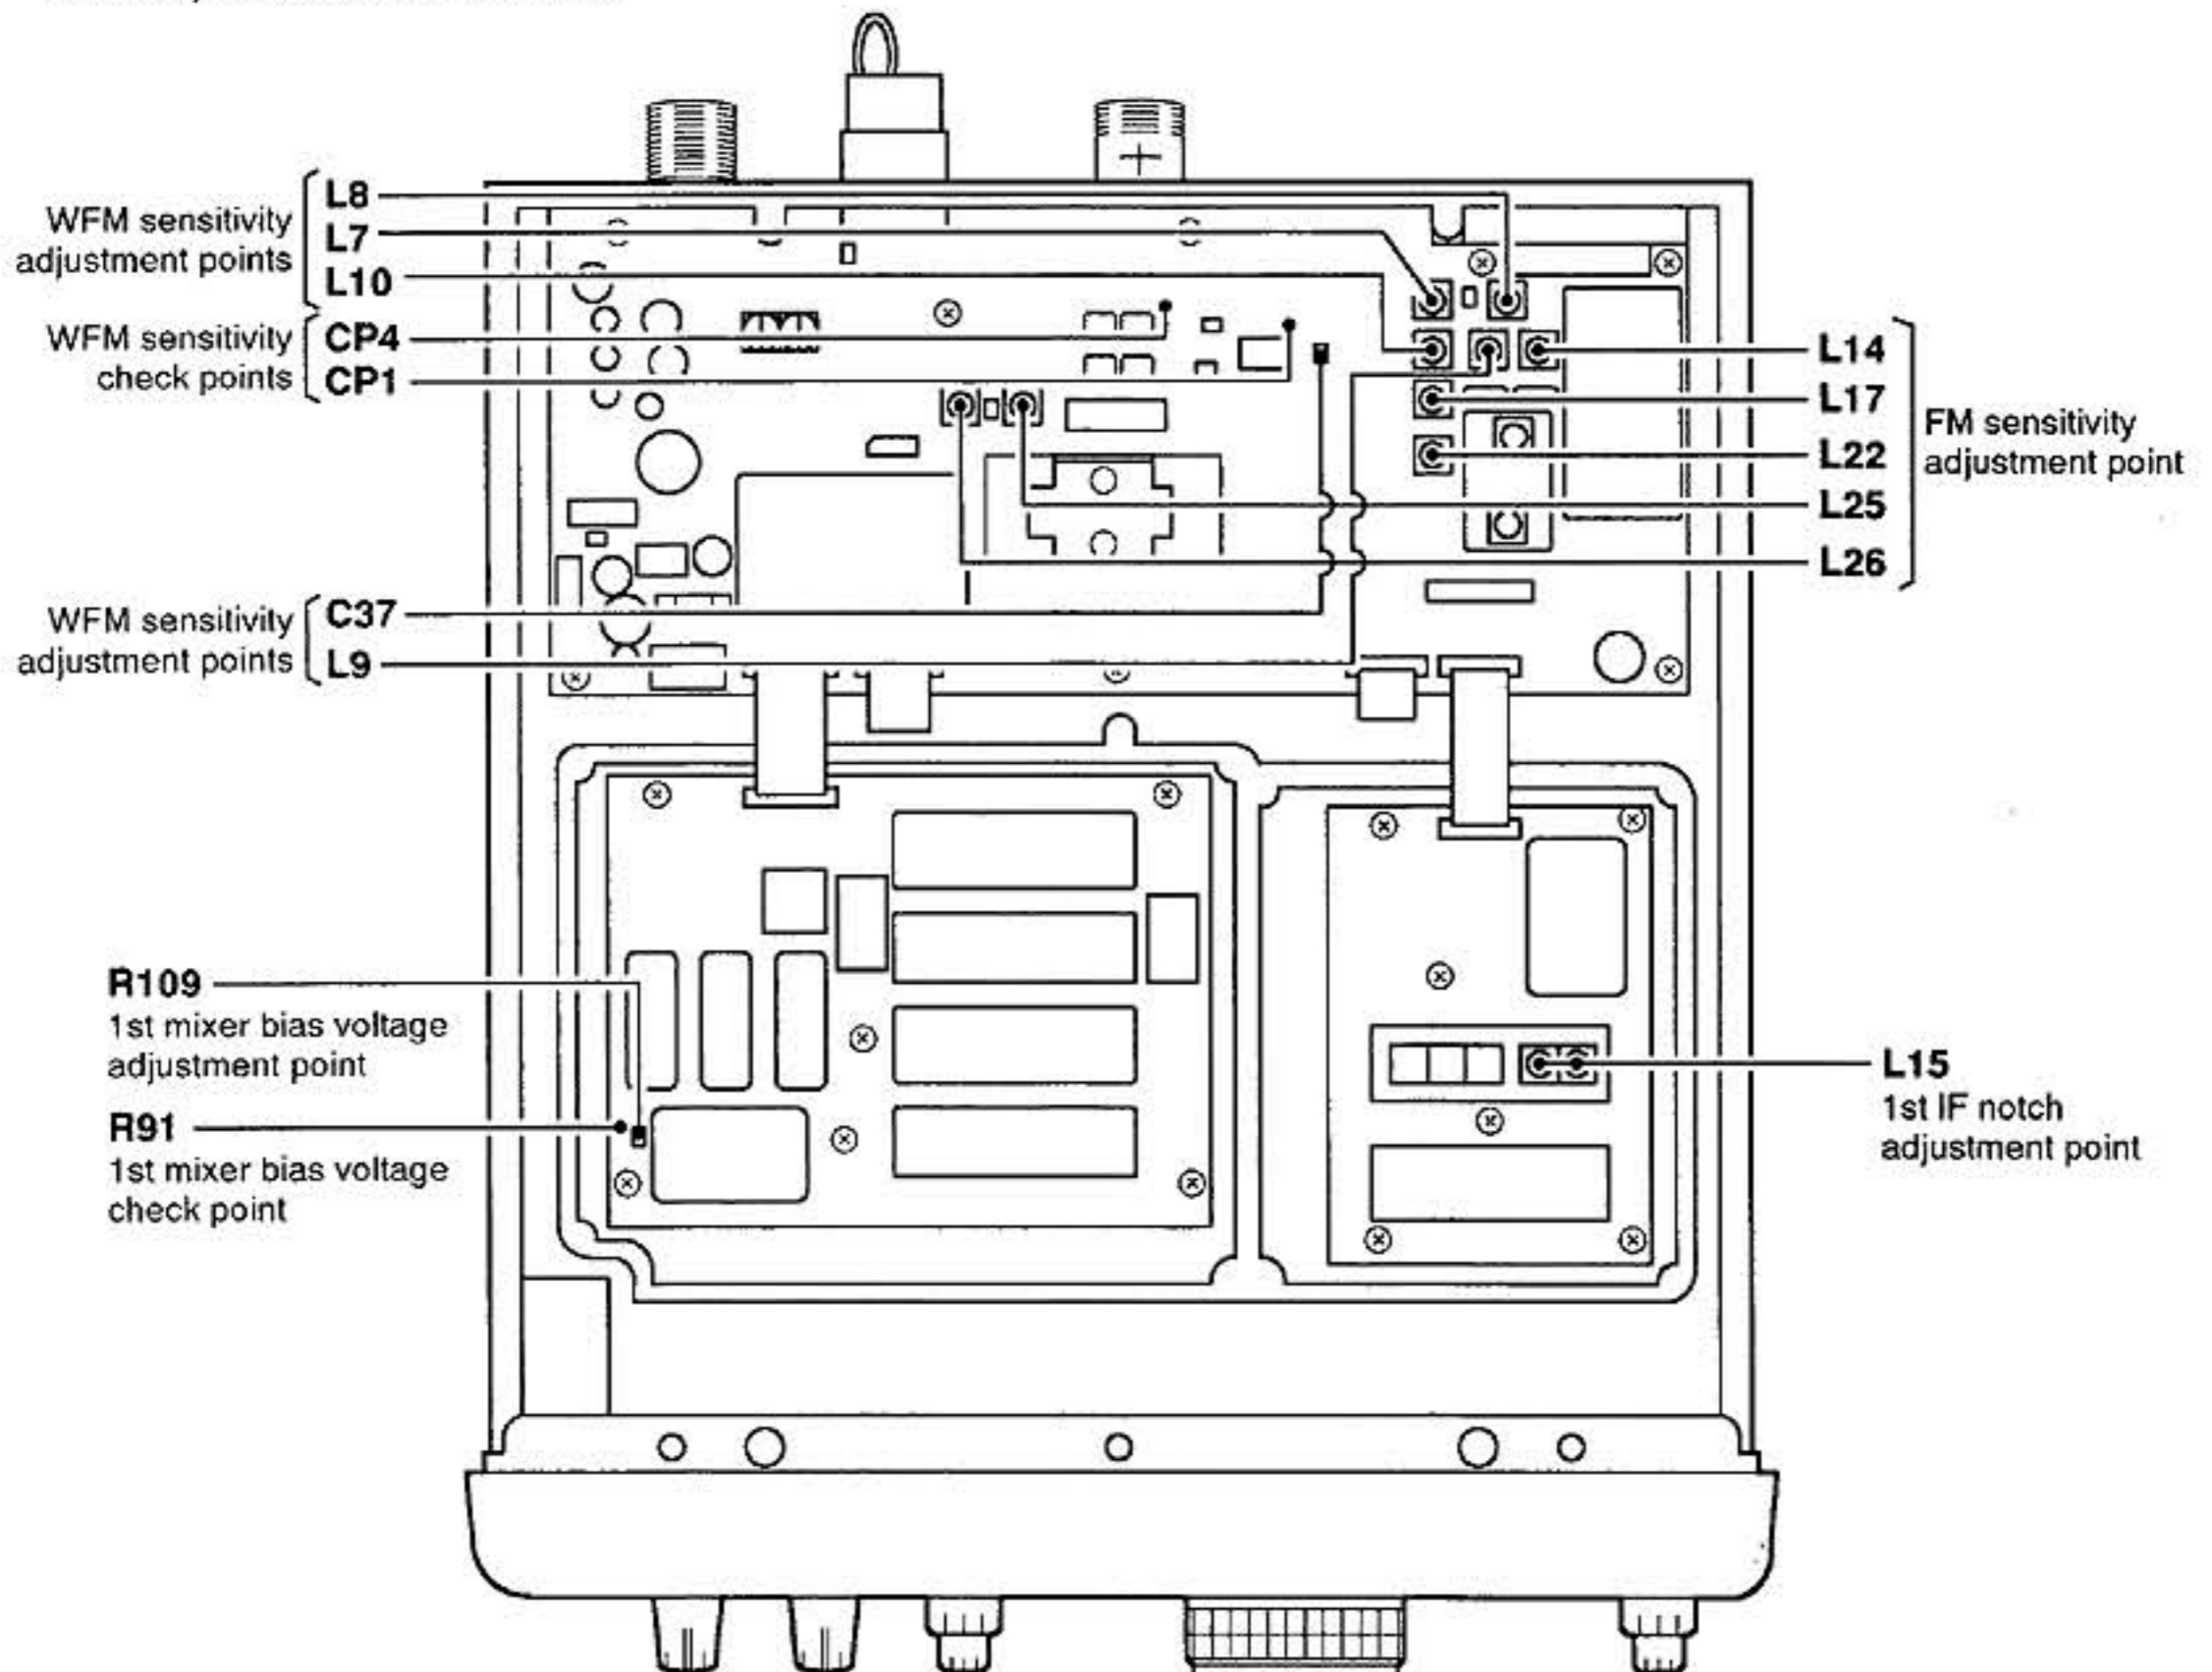 WFM sensitivity
adjustment points
L8
L7
L10
WFM sensitivity
check points
CP4
CP1
L14
L17
L22
L25
L26
FM sensitivity
adjustment point
WFM sensitivity
adjustment points
C37
L9
R109
1st mixer bias voltage
adjustment point
R91
1st mixer bias voltage
check point
L15
1st IF notch
adjustment point